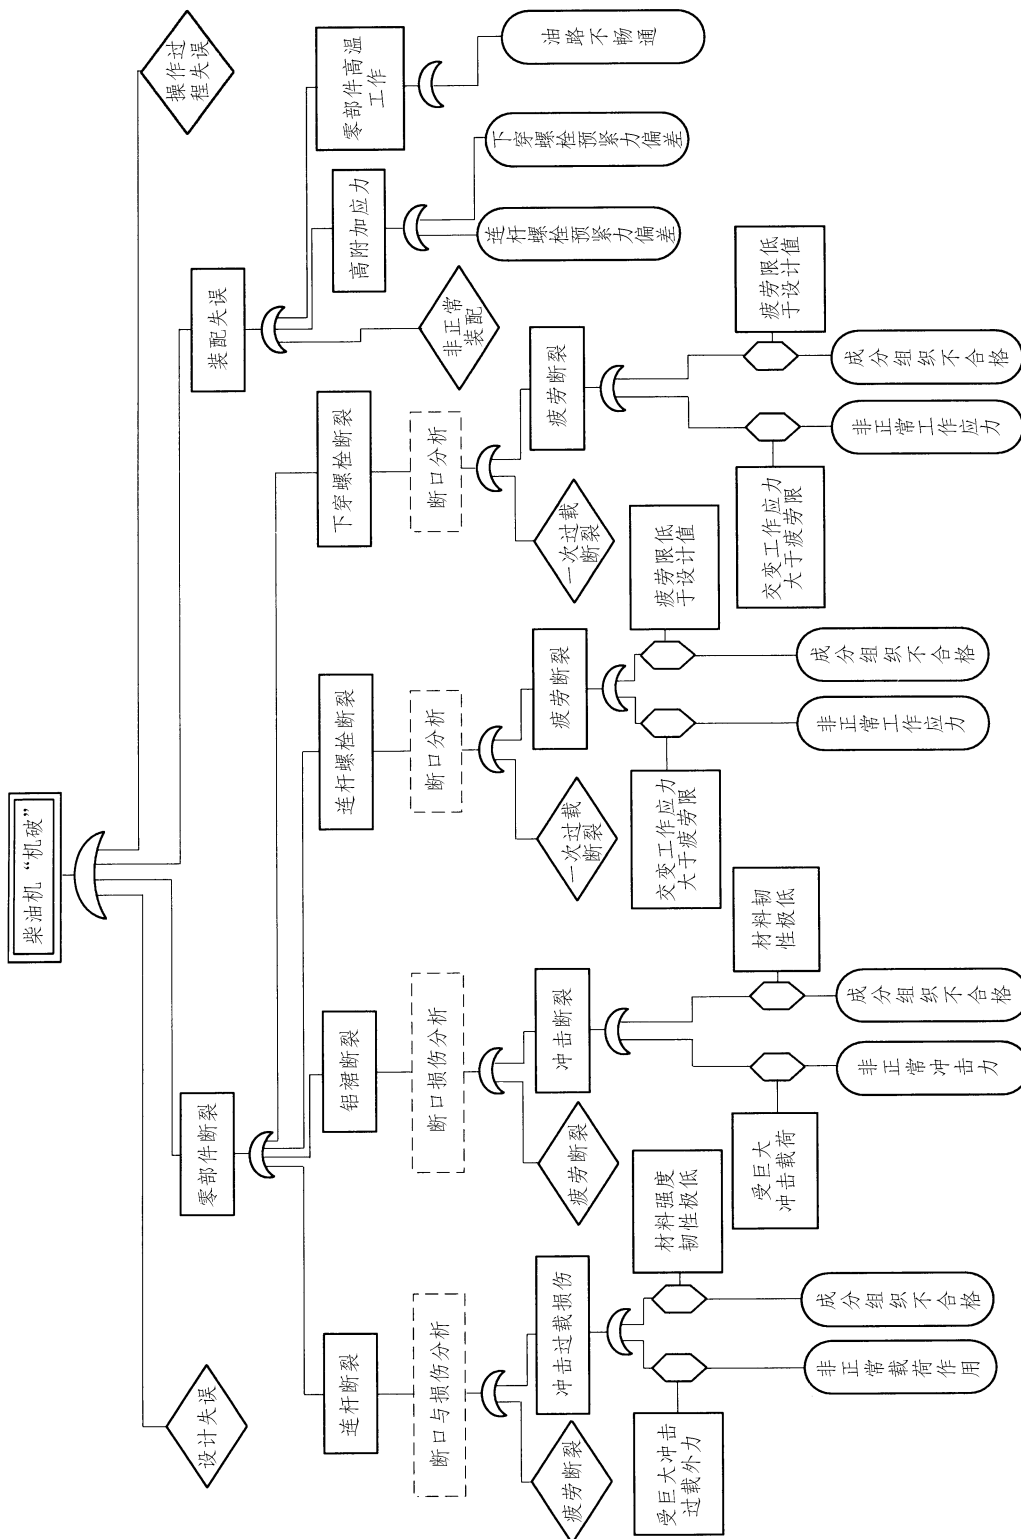 柴油机“机破”
设计失误
零部件断裂
装配失误
操作过
程失误
连杆断裂
铝裙断裂
连杆螺栓断裂
下穿螺栓断裂
非正常
装配
高附加应力
零部件高温
工作
断口与损伤分析
断口损伤分析
断口分析
断口分析
连杆螺栓预紧力偏差
下穿螺栓预紧力偏差
油路不畅通
疲劳断裂
冲击过载损伤
疲劳断裂
冲击断裂
一次过载
断裂
疲劳断裂
一次过载
断裂
疲劳断裂
受巨大冲击
过载外力
材料强度
韧性极低
受巨大
冲击载荷
材料韧
性极低
交变工作应力
大于疲劳限
疲劳限低
于设计值
交变工作应力
大于疲劳限
疲劳限低
于设计值
非正常载荷作用
成分组织不合格
非正常冲击力
成分组织不合格
非正常工作应力
成分组织不合格
非正常工作应力
成分组织不合格